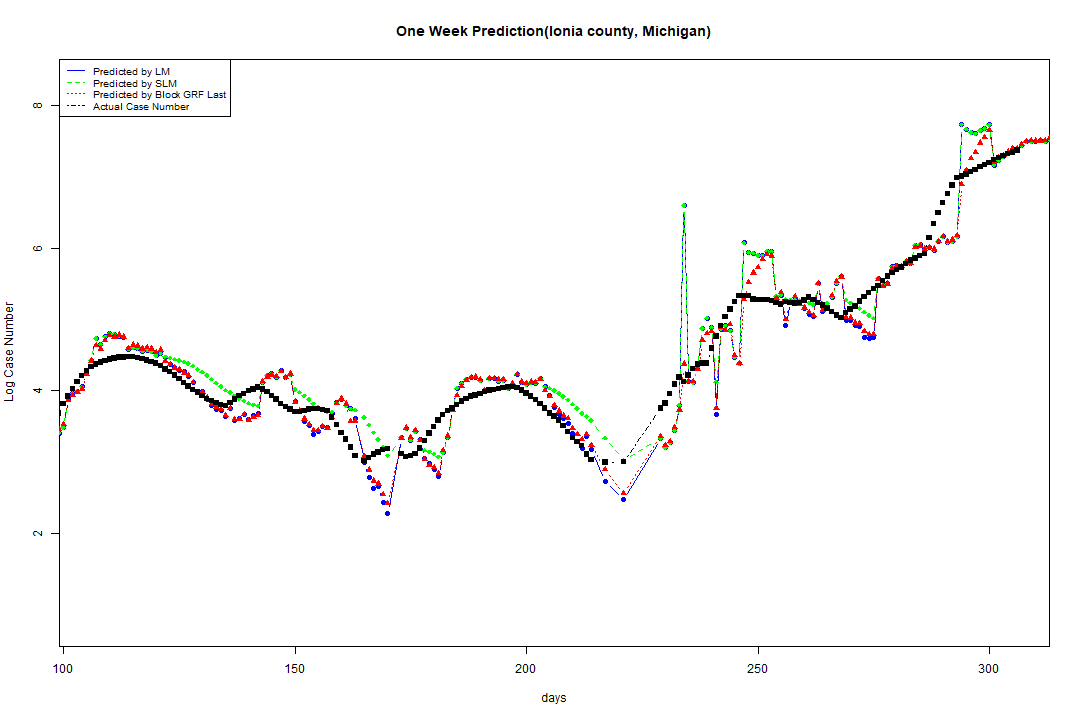 One Week Prediction(Ionia county, Michigan)
Predicted by LM
Predicted by SLM
Predicted by Block GRF Last
Actual Case Number
8
6
4
2
Log Case Number
100 150 200 250 300
days